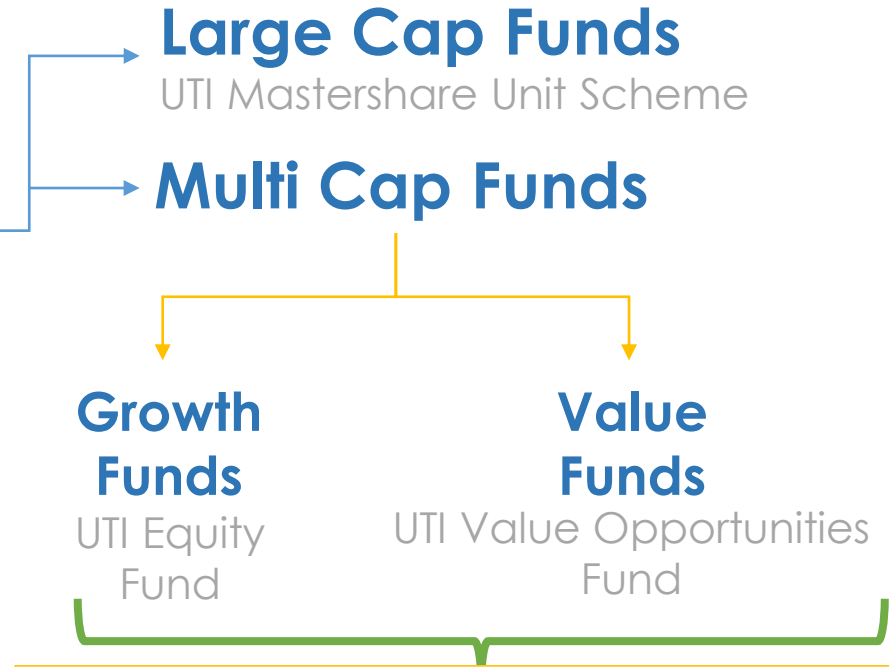 Large Cap Funds
UTI Mastershare Unit Scheme
Multi Cap Funds
Growth
Funds
UTI Equity
Fund
Value
Funds
UTI Value Opportunities
Fund